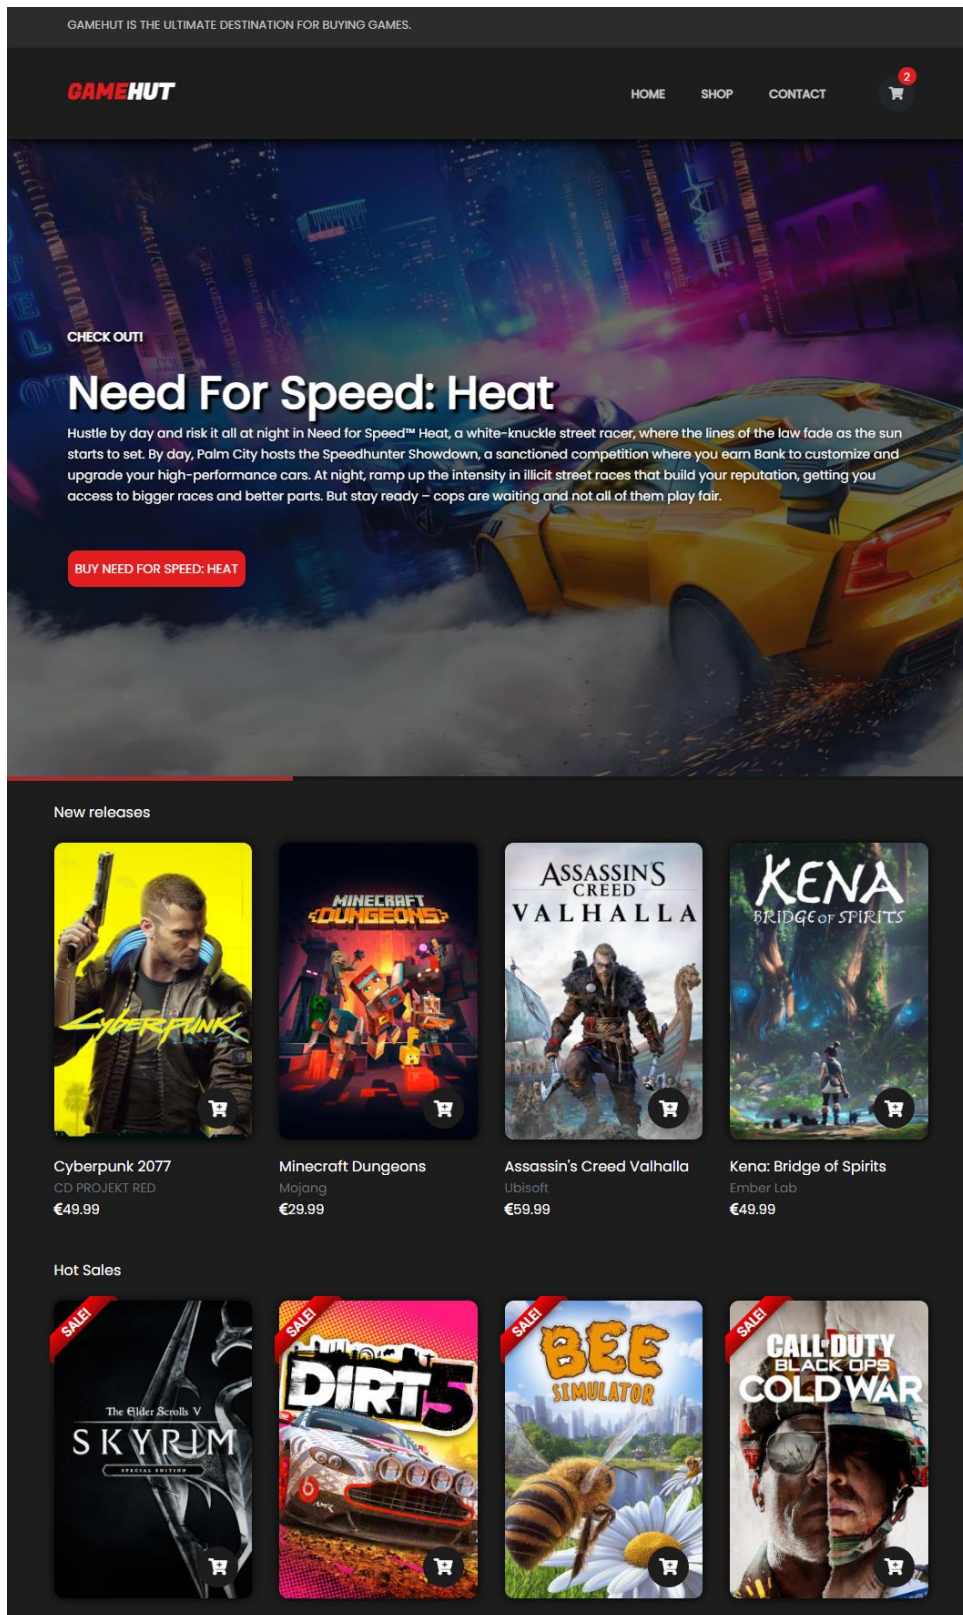 GAMEHUT IS THE ULTIMATE DESTINATION FOR BUYING GAMES.
GAMEHUT
HOME SHOP CONTACT 2
CHECK OUT!
Need For Speed: Heat
Hustle by day and risk it all at night in Need for Speed™ Heat, a white-knuckle street racer, where the lines of the law fade as the sun
starts to set. By day, Palm City hosts the Speedhunter Showdown, a sanctioned competition where you earn Bank to customize and
upgrade your high-performance cars. At night, ramp up the intensity in illicit street races that build your reputation, getting you
access to bigger races and better parts. But stay ready – cops are waiting and not all of them play fair.
BUY NEED FOR SPEED: HEAT
New releases
Cyberpunk
2077
MINECRAFT
DUNGEONS
ASSASSIN'S
CREED
VALHALLA
KENA
BRIDGE OF SPIRITS
Cyberpunk 2077 Minecraft Dungeons Assassin's Creed Valhalla Kena: Bridge of Spirits
CD PROJEKT RED Mojang Ubisoft Ember Lab
€49.99 €29.99 €59.99 €49.99
Hot Sales
SALE!
The Elder Scrolls V
SKYRIM
SPECIAL EDITION
SALE!
DIRT 5
SALE!
BEE
SIMULATOR
SALE!
CALL OF DUTY
BLACK OPS
COLD WAR